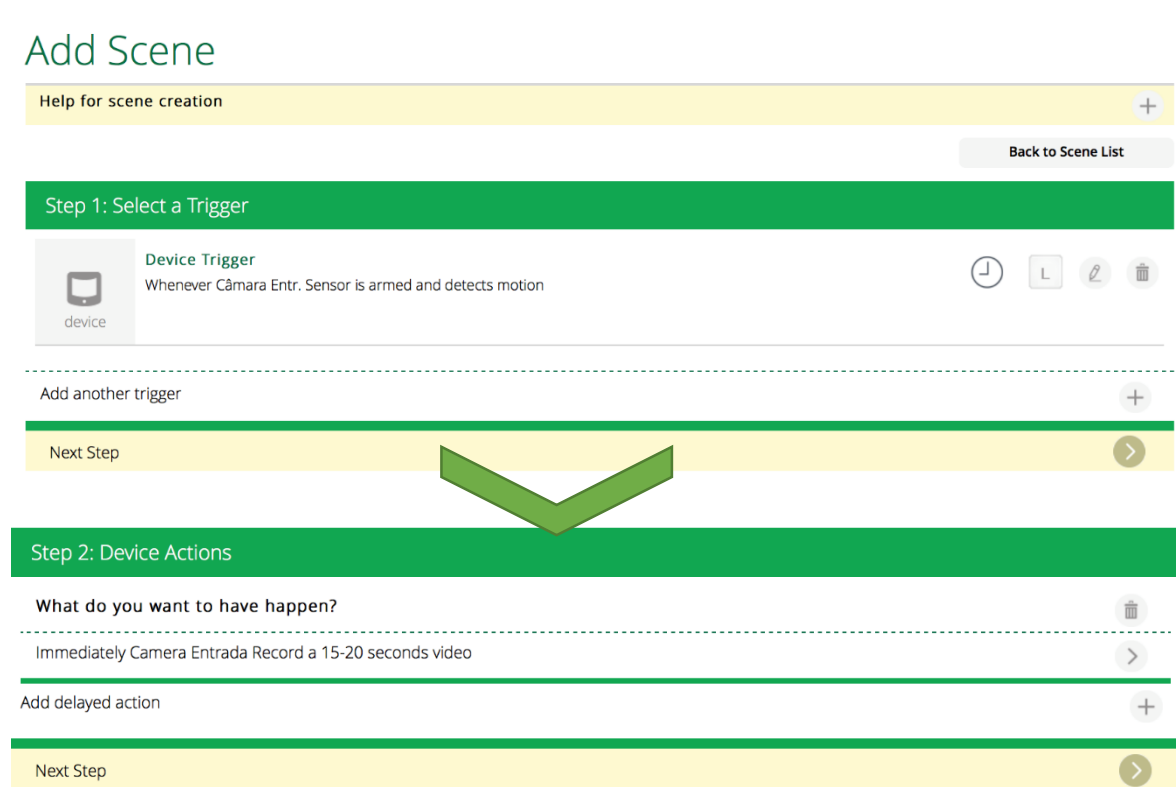 Add Scene
Help for scene creation
Back to Scene List
Step 1: Select a Trigger
Device Trigger
Whenever Câmara Entr. Sensor is armed and detects motion
L
device
Add another trigger
Next Step
Step 2: Device Actions
What do you want to have happen?
Immediately Camera Entrada Record a 15-20 seconds video
Add delayed action
Next Step